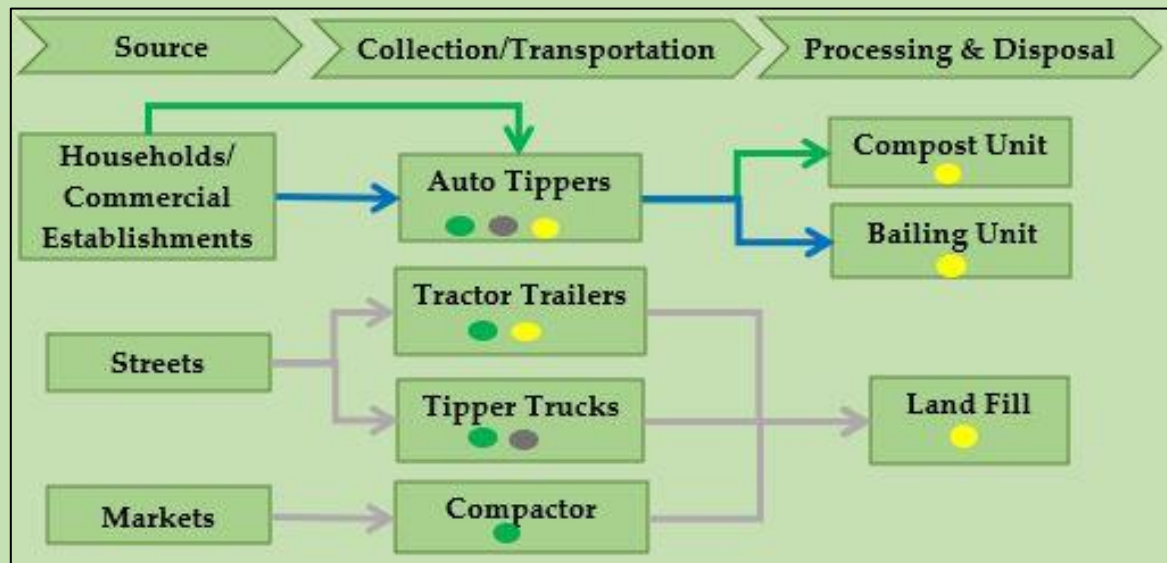 Source
Collection/Transportation
Processing & Disposal
Households/
Commercial
Establishments
Auto Tippers
Compost Unit
Bailing Unit
Tractor Trailers
Streets
Tipper Trucks
Land Fill
Markets
Compactor